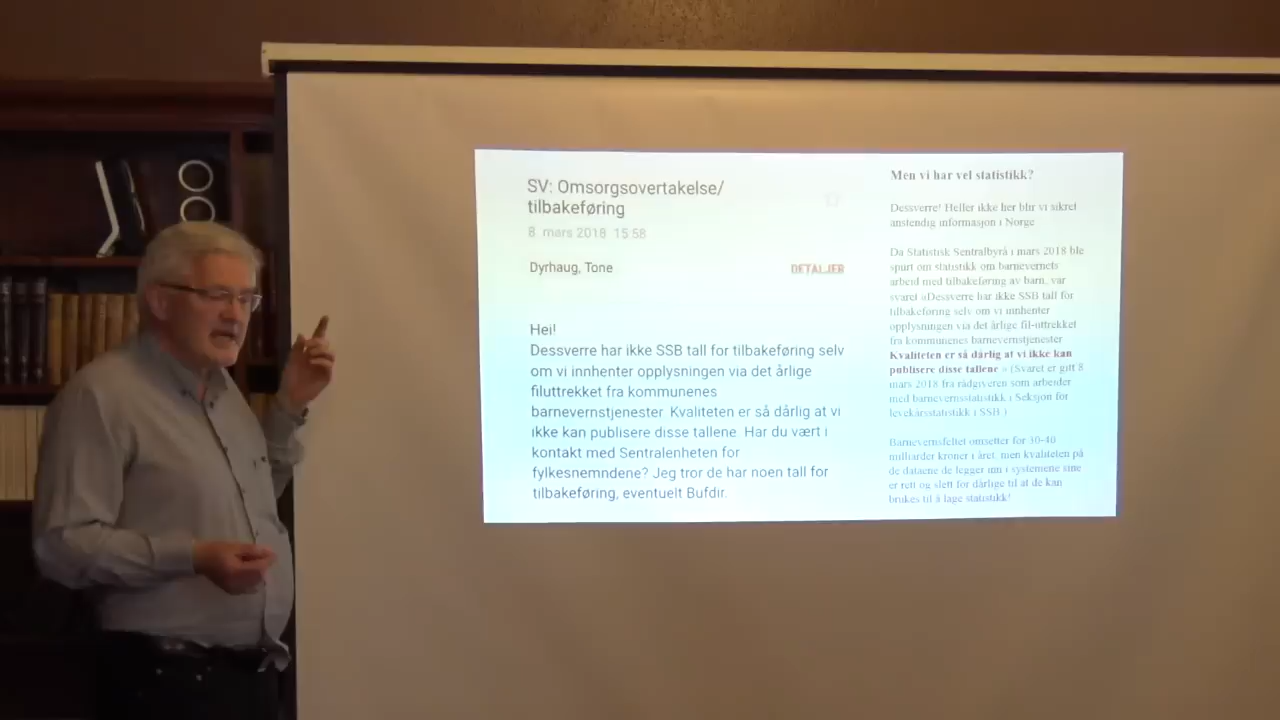 SV: Omsorgsovertakelse/
tilbakeføring
8. mars 2018 15:58
Dyrhaug, Tone
DETALJER
Hei!
Dessverre har ikke SSB tall for tilbakeføring selv
om vi innhenter opplysningen via det årlige
filuttrekket fra kommunenes
barnevernstjenester. Kvaliteten er så dårlig at vi
ikke kan publisere disse tallene. Har du vært i
kontakt med Sentralenheten for
fylkesnemndene? Jeg tror de har noen tall for
tilbakeføring, eventuelt Bufdir.
Men vi har vel statistikk?
Dessverre! Heller ikke her blir vi sikret
anstendig informasjon i Norge
Da Statistisk Sentralbyrå i mars 2018 ble
spurt om statistikk om barnevernets
arbeid med tilbakeføring av barn, var
svaret «Dessverre har ikke SSB tall for
tilbakeføring selv om vi innhenter
opplysningen via det årlige fil-uttrekket
fra kommunenes barnevernstjenester
Kvaliteten er så dårlig at vi ikke kan
publisere disse tallene.» (Svaret er gitt 8
mars 2018 fra rådgiveren som arbeider
med barnevernsstatistikk i Seksjon for
levekårsstatistikk i SSB.)
Barnevernsfeltet omsetter for 30-40
milliarder kroner i året, men kvaliteten på
de dataene de legger inn i systemene sine
er rett og slett for dårlige til at de kan
brukes til å lage statistikk!